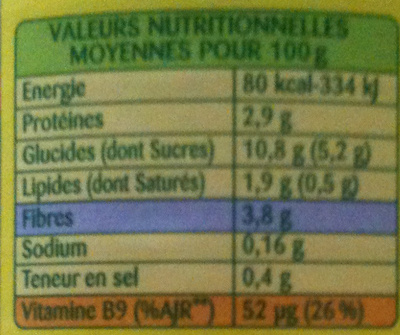 VALEURS NUTRITIONNELLES
MOYENNES POUR 100 g
Energie 80 kcal-334 kJ
Protéines 2,9 g
Glucides (dont Sucres) 10,8 g (5,2 g)
Lipides (dont Saturés) 1,9 g (0,5 g)
Fibres 3,8 g
Sodium 0,16 g
Teneur en sel 0,4 g
Vitamine B9 (%AJR**) 52 µg (26 %)